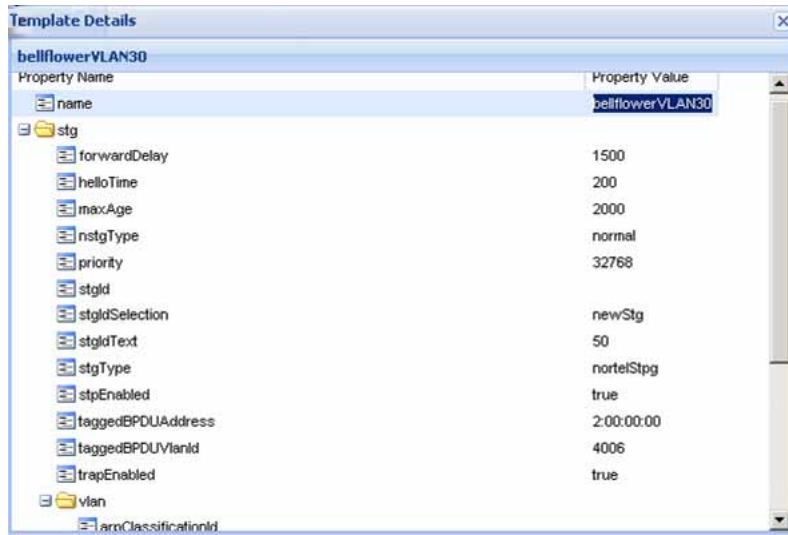 Template Details
bellflowerVLAN30
Property Name Property Value
name bellflowerVLAN30
stg
forwardDelay 1500
helloTime 200
maxAge 2000
nstgType normal
priority 32768
stgId
stgIdSelection newStg
stgIdText 50
stgType nortelStpg
stpEnabled true
taggedBPDUAddress 2:00:00:00
taggedBPDUVlanId 4006
trapEnabled true
vlan
arpClassificationId